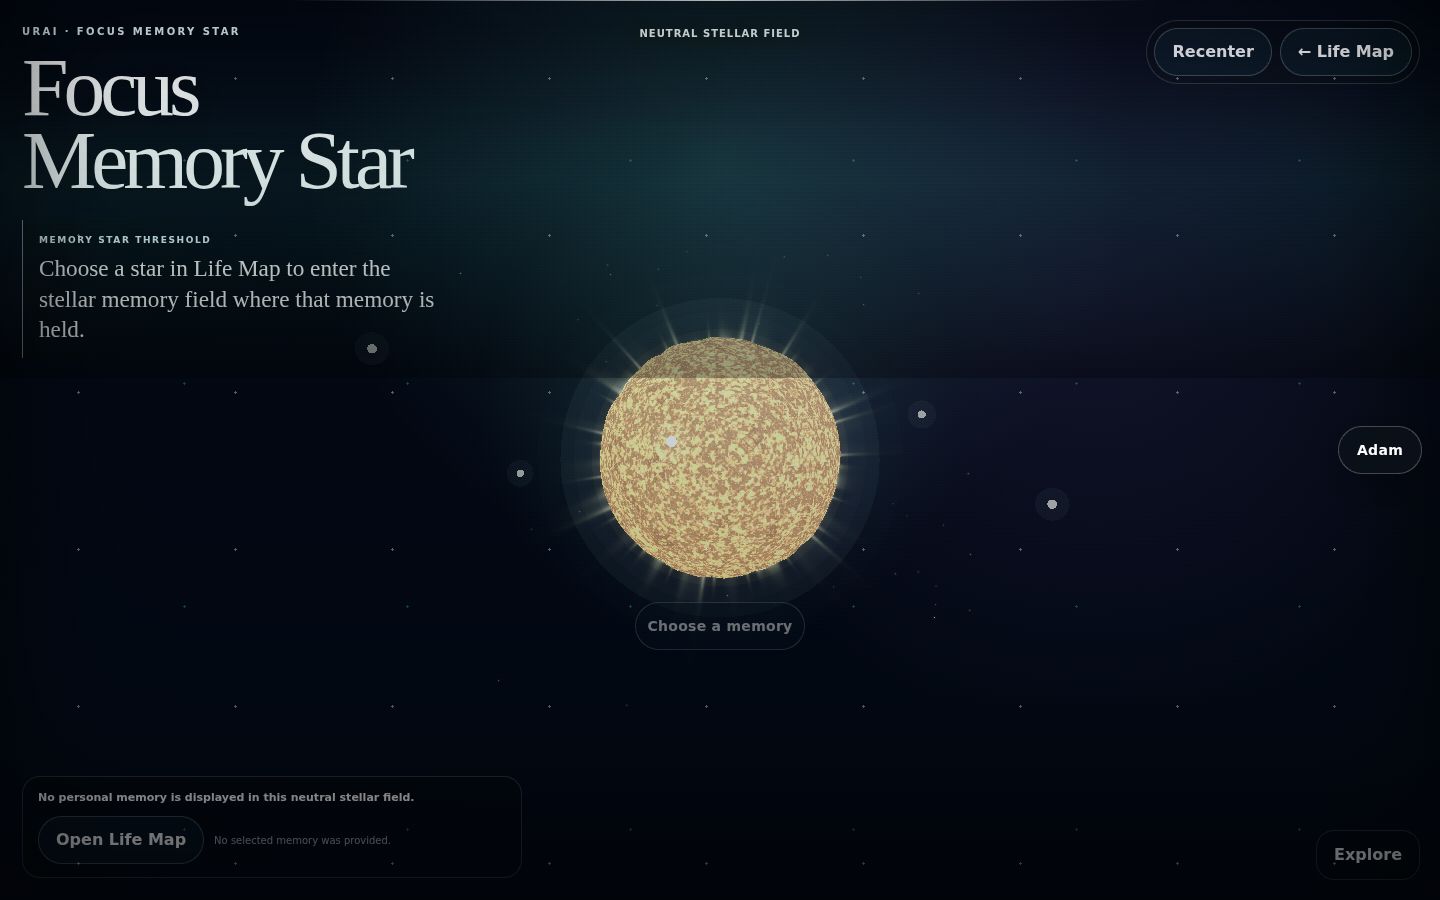 URAI · FOCUS MEMORY STAR
NEUTRAL STELLAR FIELD
Recenter
← Life Map
Focus
Memory Star
MEMORY STAR THRESHOLD
Choose a star in Life Map to enter the
stellar memory field where that memory is
held.
Adam
Choose a memory
No personal memory is displayed in this neutral stellar field.
Open Life Map
No selected memory was provided.
Explore